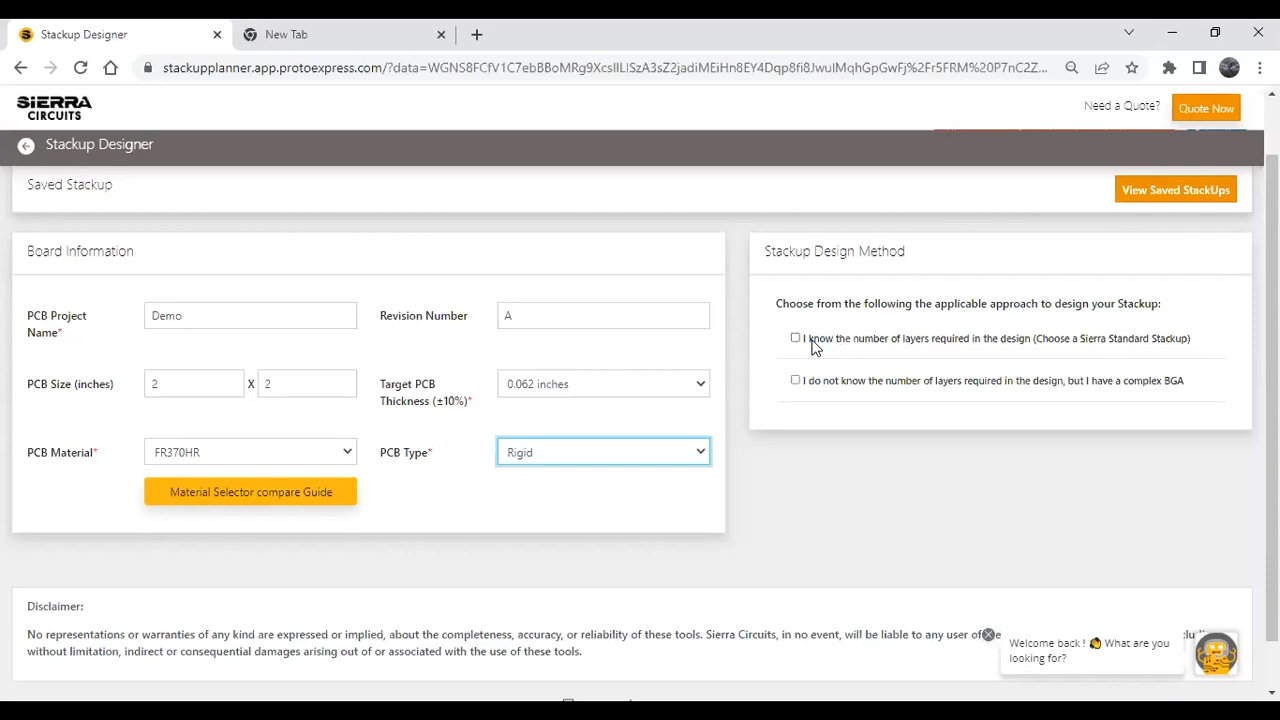 Stackup Designer
New Tab
stackupplanner.app.protoexpress.com/?data=
SIERRA
CIRCUITS
Need a Quote?
Quote Now
Stackup Designer
Saved Stackup
View Saved StackUps
Board Information
PCB Project
Name*
Demo
Revision Number
A
PCB Size (inches)
2
X
2
Target PCB
Thickness (±10%)*
0.062 inches
PCB Material*
FR370HR
PCB Type*
Rigid
Material Selector compare Guide
Stackup Design Method
Choose from the following the applicable approach to design your Stackup:
I know the number of layers required in the design (Choose a Sierra Standard Stackup)
I do not know the number of layers required in the design, but I have a complex BGA
Disclaimer:
No representations or warranties of any kind are expressed or implied, about the completeness, accuracy, or reliability of these tools. Sierra Circuits, in no event, will be liable to any user of
without limitation, indirect or consequential damages arising out of or associated with the use of these tools.
Welcome back ! What are you
looking for?